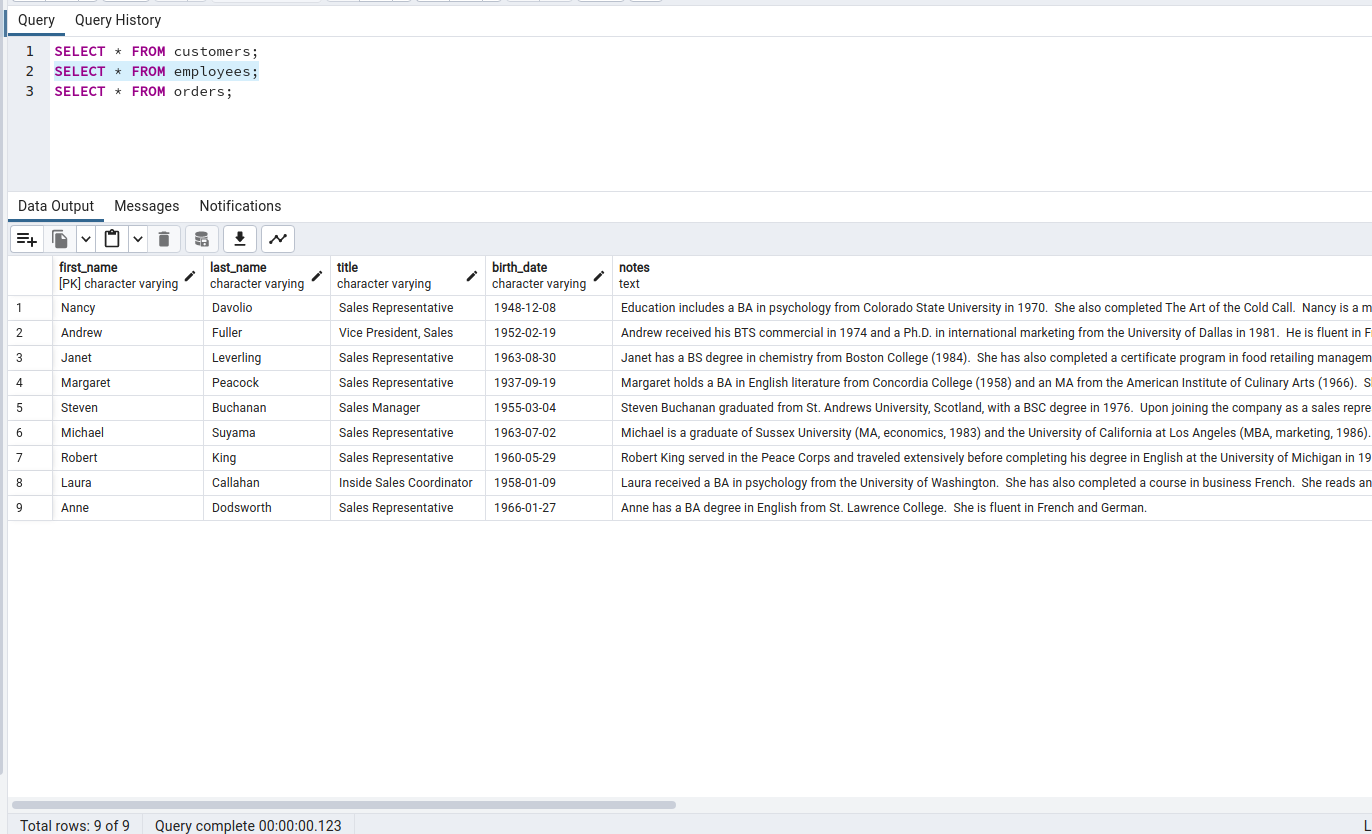 Query Query History
1 SELECT * FROM customers;
2 SELECT * FROM employees;
3 SELECT * FROM orders;
Data Output Messages Notifications
first_name last_name title birth_date notes
[PK] character varying character varying character varying character varying text
1 Nancy Davolio Sales Representative 1948-12-08 Education includes a BA in psychology from Colorado State University in 1970. She also completed The Art of the Cold Call. Nancy is a m
2 Andrew Fuller Vice President, Sales 1952-02-19 Andrew received his BTS commercial in 1974 and a Ph.D. in international marketing from the University of Dallas in 1981. He is fluent in F
3 Janet Leverling Sales Representative 1963-08-30 Janet has a BS degree in chemistry from Boston College (1984). She has also completed a certificate program in food retailing managem
4 Margaret Peacock Sales Representative 1937-09-19 Margaret holds a BA in English literature from Concordia College (1958) and an MA from the American Institute of Culinary Arts (1966). S
5 Steven Buchanan Sales Manager 1955-03-04 Steven Buchanan graduated from St. Andrews University, Scotland, with a BSC degree in 1976. Upon joining the company as a sales repre
6 Michael Suyama Sales Representative 1963-07-02 Michael is a graduate of Sussex University (MA, economics, 1983) and the University of California at Los Angeles (MBA, marketing, 1986).
7 Robert King Sales Representative 1960-05-29 Robert King served in the Peace Corps and traveled extensively before completing his degree in English at the University of Michigan in 19
8 Laura Callahan Inside Sales Coordinator 1958-01-09 Laura received a BA in psychology from the University of Washington. She has also completed a course in business French. She reads an
9 Anne Dodsworth Sales Representative 1966-01-27 Anne has a BA degree in English from St. Lawrence College. She is fluent in French and German.
Total rows: 9 of 9 Query complete 00:00:00.123 L